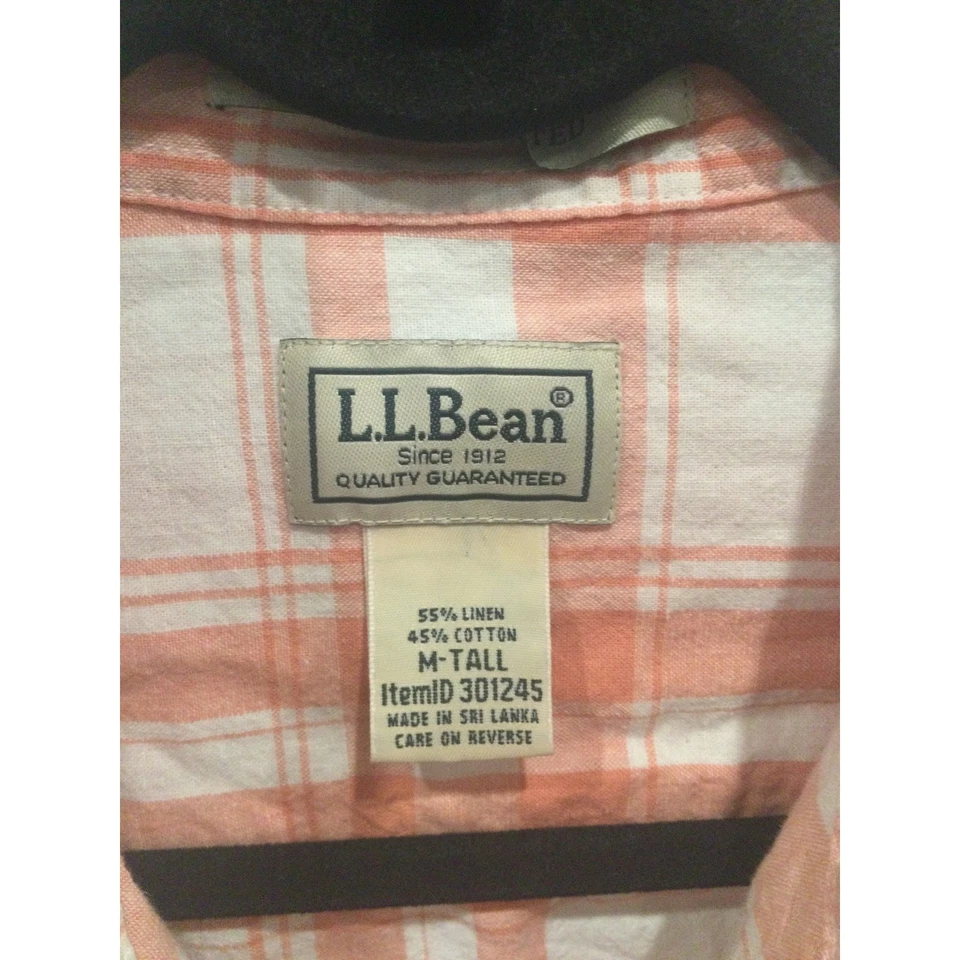 L.L.Bean®
Since 1912
QUALITY GUARANTEED
55% LINEN
45% COTTON
M-TALL
ItemID 301245
MADE IN SRI LANKA
CARE ON REVERSE